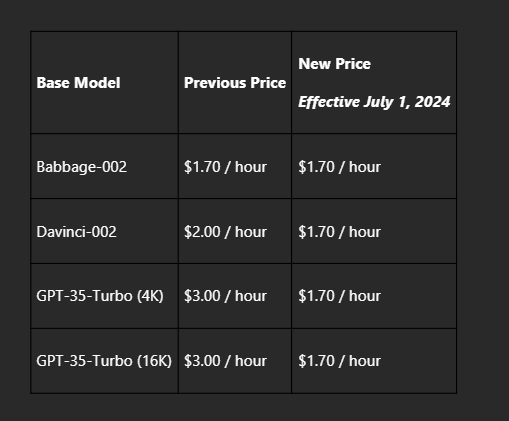 Base Model
Previous Price
New Price
Effective July 1, 2024
Babbage-002
$1.70 / hour
$1.70 / hour
Davinci-002
$2.00 / hour
$1.70 / hour
GPT-35-Turbo (4K)
$3.00 / hour
$1.70 / hour
GPT-35-Turbo (16K)
$3.00 / hour
$1.70 / hour